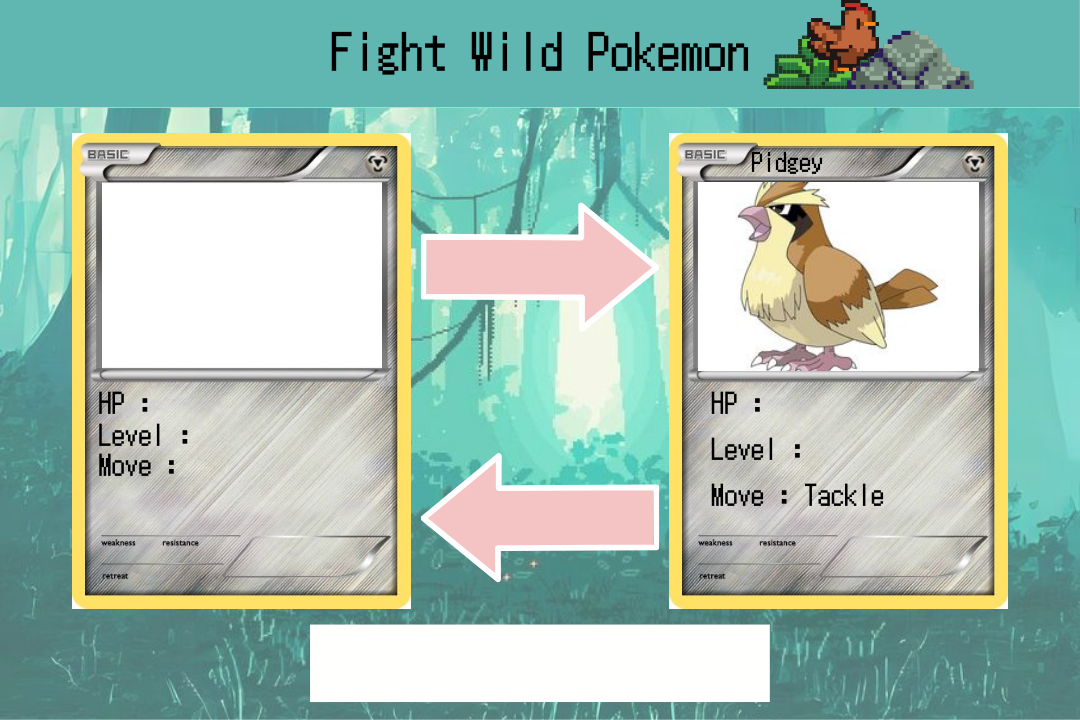 Fight Wild Pokemon
BASIC
HP :
Level :
Move :
weakness resistance
retreat
BASIC
Pidgey
HP :
Level :
Move : Tackle
weakness resistance
retreat